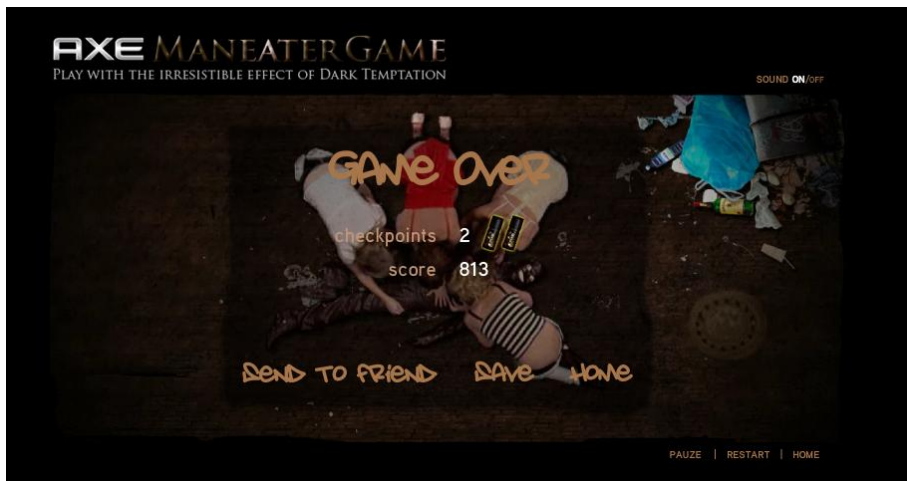 AXE MANEATER GAME
PLAY WITH THE IRRESISTIBLE EFFECT OF DARK TEMPTATION
SOUND ON/OFF
GAME OVER
checkpoints 2
score 813
SEND TO FRIEND SAVE HOME
PAUZE | RESTART | HOME